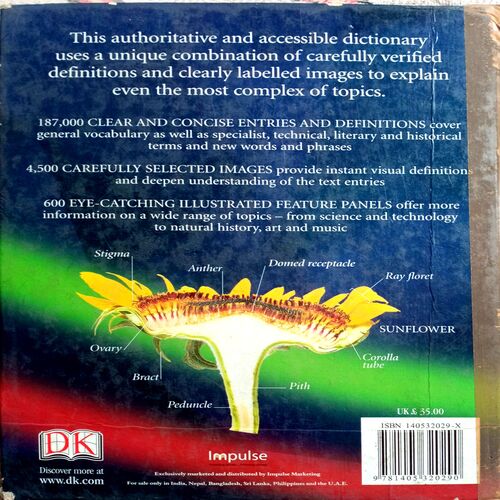 This authoritative and accessible dictionary
uses a unique combination of carefully verified
definitions and clearly labelled images to explain
even the most complex of topics.
187,000 CLEAR AND CONCISE ENTRIES AND DEFINITIONS cover
general vocabulary as well as specialist, technical, literary and historical
terms and new words and phrases
4,500 CAREFULLY SELECTED IMAGES provide instant visual definitions
and deepen understanding of the text entries
600 EYE-CATCHING ILLUSTRATED FEATURE PANELS offer more
information on a wide range of topics – from science and technology
to natural history, art and music
Stigma
Anther
Domed receptacle
Ray floret
SUNFLOWER
Ovary
Corolla
tube
Bract
Pith
Peduncle
UK £ 35.00
ISBN 140532029-X
9 781405 320290
DK
Discover more at
www.dk.com
Impulse
Exclusively marketed and distributed by Impulse Marketing
For sale only in India, Nepal, Bangladesh, Sri Lanka, Philippines and the U.A.E.